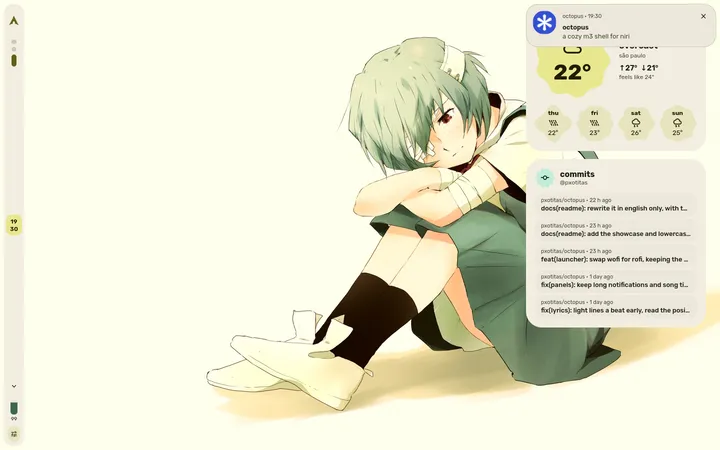 octopus • 19:30
octopus
a cozy m3 shell for niri
são paulo
22°
↑27° ↓21°
feels like 24°
thu
fri
sat
sun
22°
23°
26°
25°
commits
@pxotitas
pxotitas/octopus • 22 h ago
docs(readme): rewrite it in english only, with t...
pxotitas/octopus • 23 h ago
docs(readme): add the showcase and lowercas...
pxotitas/octopus • 23 h ago
feat(launcher): swap wofi for rofi, keeping the ...
pxotitas/octopus • 1 day ago
fix(panels): keep long notifications and song ti...
pxotitas/octopus • 1 day ago
fix(lyrics): light lines a beat early, read the posi...
19
30